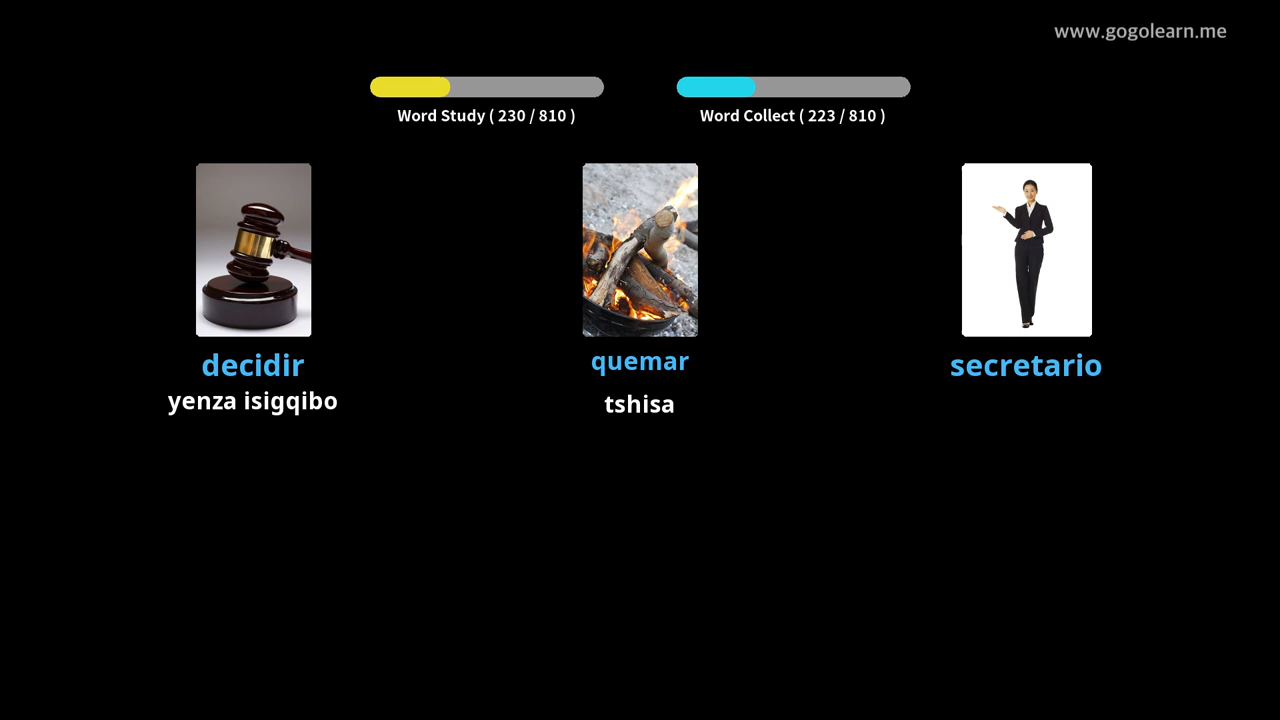 www.gogolearn.me
Word Study ( 230 / 810 )
Word Collect ( 223 / 810 )
decidir
yenza isigqibo
quemar
tshisa
secretario